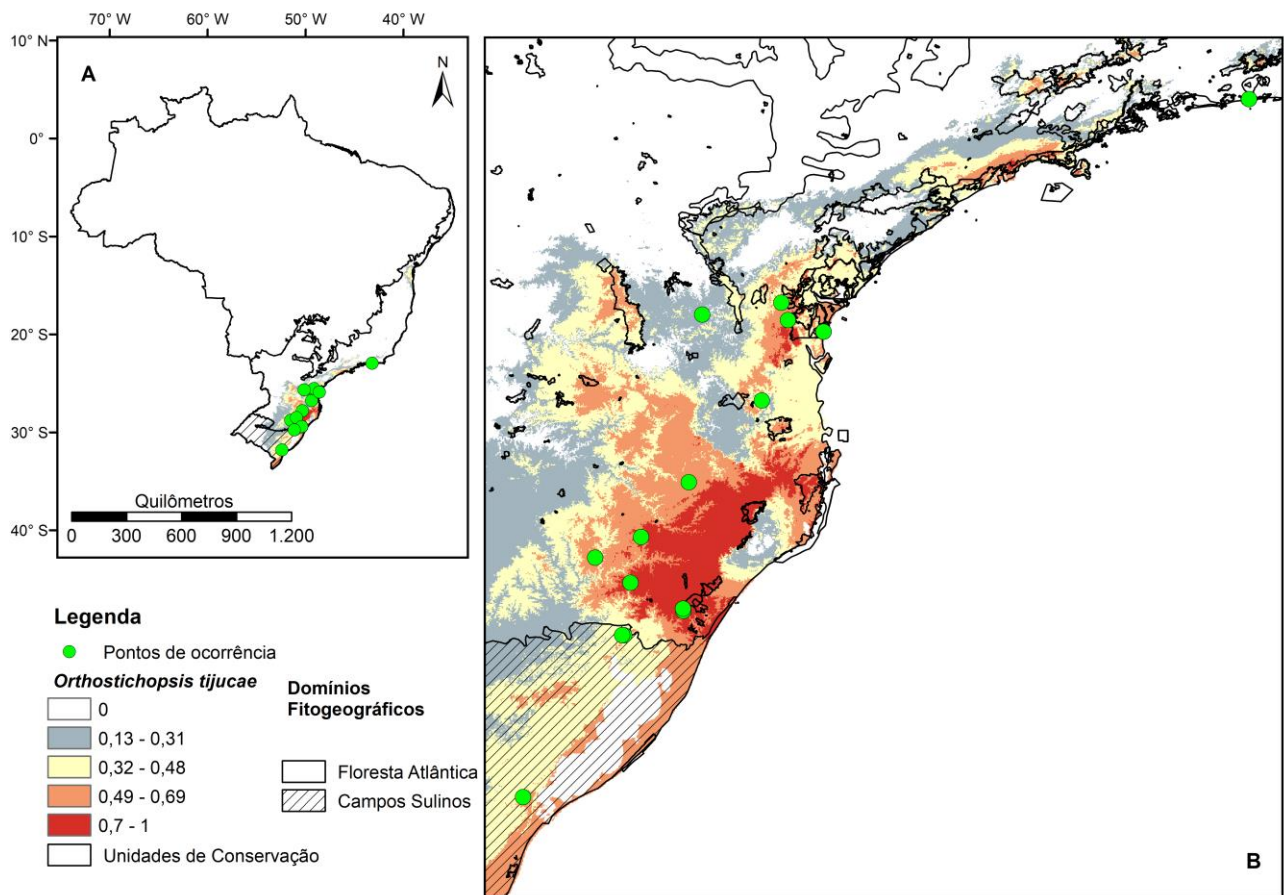 70° W 60° W 50° W 40° W
10° N
A
N
0°
10° S
20° S
30° S
40° S
Quilômetros
0 300 600 900 1.200
Legenda
Pontos de ocorrência
Orthostichopsis tijucae
0
0,13 - 0,31
0,32 - 0,48
0,49 - 0,69
0,7 - 1
Unidades de Conservação
Domínios
Fitogeográficos
Floresta Atlântica
Campos Sulinos
B